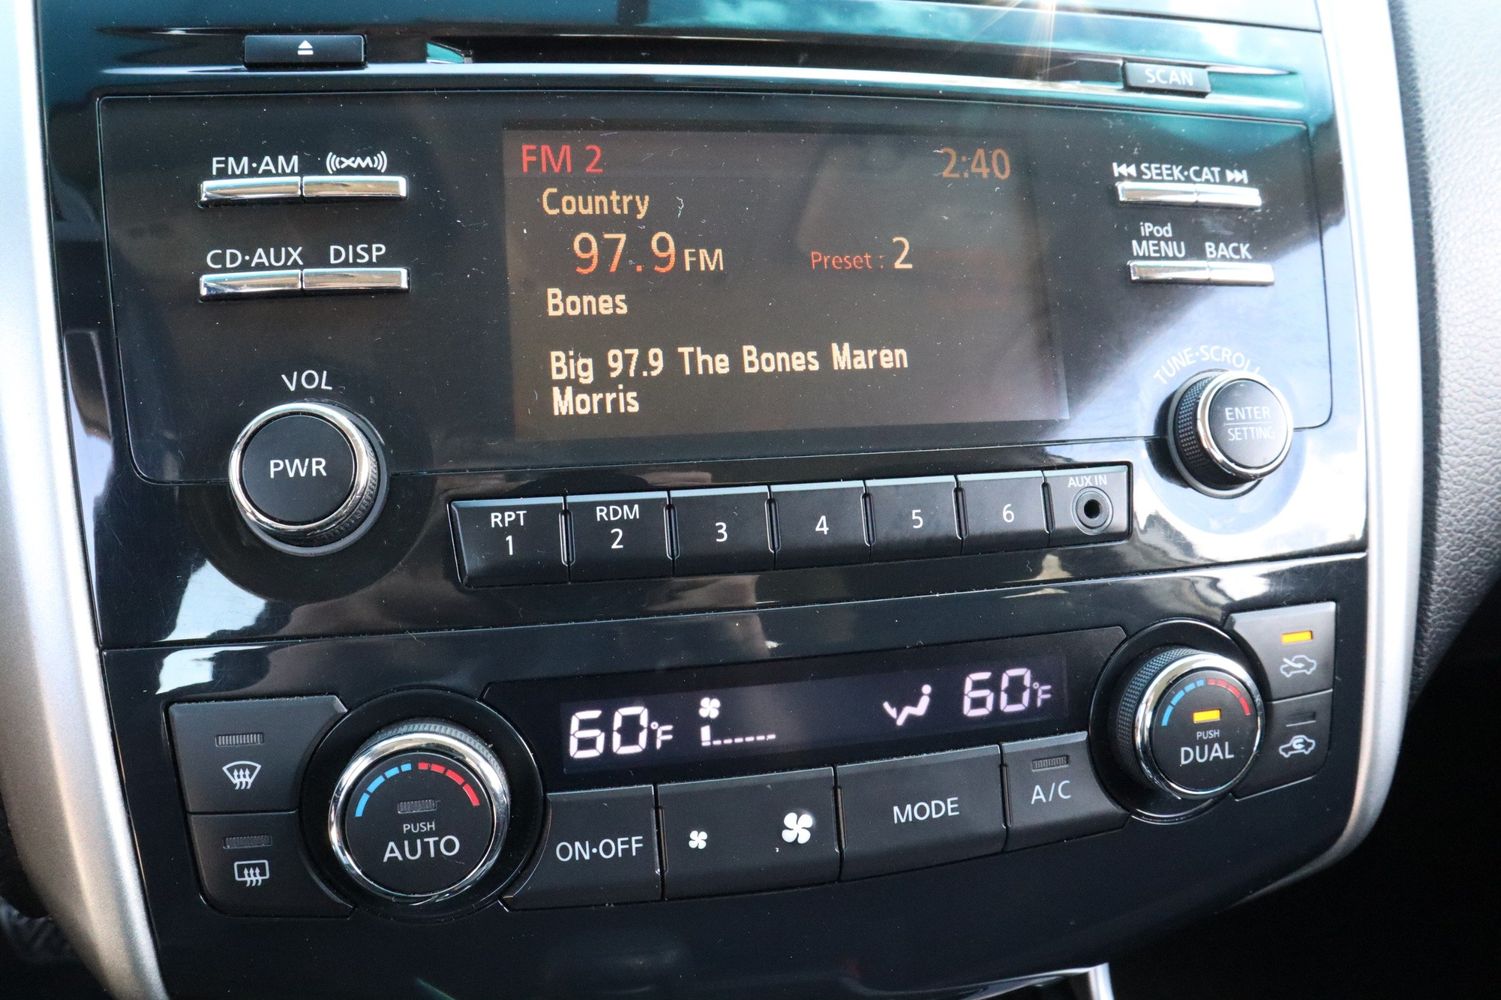 SCAN
FM·AM
XM
FM 2
2:40
SEEK·CAT
Country
97.9 FM
Preset : 2
CD·AUX
DISP
iPod
MENU
BACK
Bones
Big 97.9 The Bones Maren
Morris
VOL
PWR
TUNE·SCROLL
ENTER
SETTING
RPT
1
RDM
2
3
4
5
6
AUX IN
60°F
60°F
PUSH
AUTO
ON·OFF
MODE
A/C
PUSH
DUAL